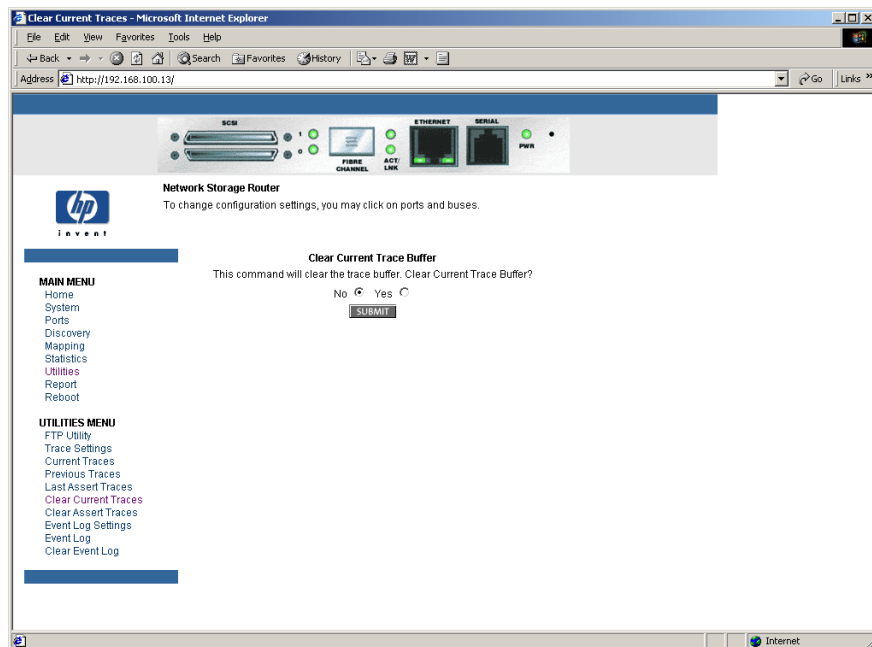 Clear Current Traces - Microsoft Internet Explorer
File Edit View Favorites Tools Help
Back Search Favorites History
Address http://192.168.100.13/ Go Links »
SCSI 1 0 FIBRE CHANNEL ACT/ LNK ETHERNET SERIAL PWR
hp
invent
Network Storage Router
To change configuration settings, you may click on ports and buses.
Clear Current Trace Buffer
This command will clear the trace buffer. Clear Current Trace Buffer?
No Yes
SUBMIT
MAIN MENU
Home
System
Ports
Discovery
Mapping
Statistics
Utilities
Report
Reboot
UTILITIES MENU
FTP Utility
Trace Settings
Current Traces
Previous Traces
Last Assert Traces
Clear Current Traces
Clear Assert Traces
Event Log Settings
Event Log
Clear Event Log
Internet